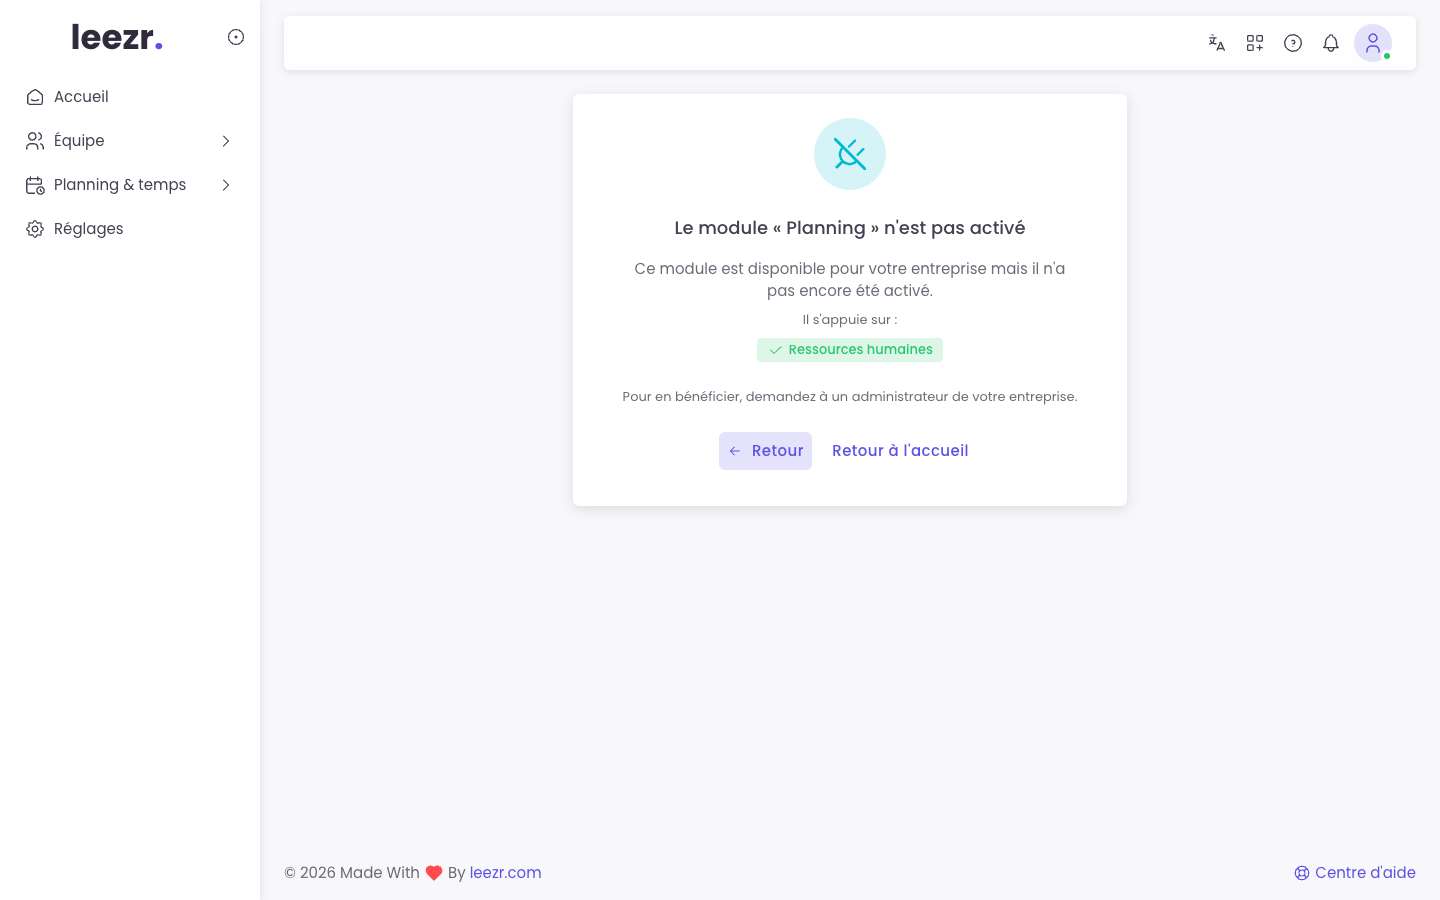 leezr.
Accueil
Équipe
Planning & temps
Réglages
Le module « Planning » n'est pas activé
Ce module est disponible pour votre entreprise mais il n'a
pas encore été activé.
Il s'appuie sur :
Ressources humaines
Pour en bénéficier, demandez à un administrateur de votre entreprise.
Retour
Retour à l'accueil
© 2026 Made With ❤ By leezr.com
Centre d'aide